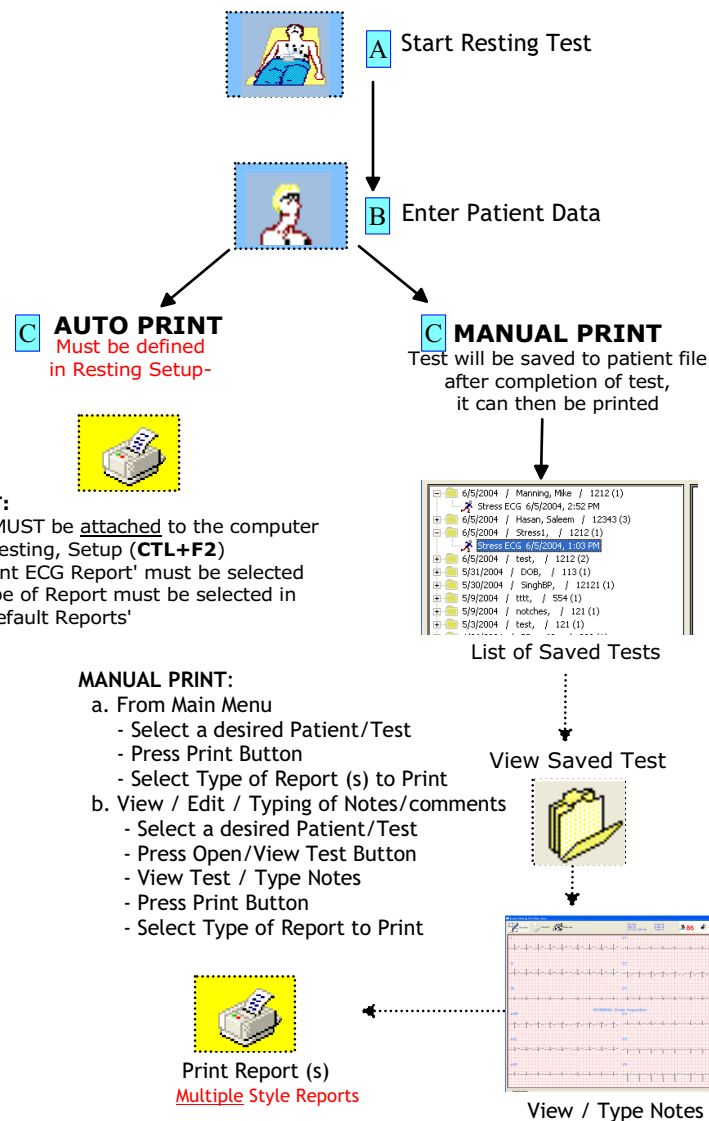 A Start Resting Test
B Enter Patient Data
C AUTO PRINT
Must be defined
in Resting Setup-
C MANUAL PRINT
Test will be saved to patient file
after completion of test,
it can then be printed
T:
MUST be attached to the computer
esting, Setup (CTL+F2)
nt ECG Report' must be selected
e of Report must be selected in
efault Reports'
6/5/2004 / Manning, Mike / 1212 (1)
Stress ECG 6/5/2004, 2:52 PM
6/5/2004 / Hasan, Saleem / 12343 (3)
6/5/2004 / Stress1, / 1212 (1)
Stress ECG 6/5/2004, 1:03 PM
6/5/2004 / test, / 1212 (2)
5/31/2004 / DOB, / 113 (1)
5/30/2004 / SinghBP, / 12121 (1)
5/9/2004 / tttt, / 554 (1)
5/9/2004 / notches, / 121 (1)
5/3/2004 / test, / 121 (1)
List of Saved Tests
MANUAL PRINT:
a. From Main Menu
- Select a desired Patient/Test
- Press Print Button
- Select Type of Report (s) to Print
b. View / Edit / Typing of Notes/comments
- Select a desired Patient/Test
- Press Open/View Test Button
- View Test / Type Notes
- Press Print Button
- Select Type of Report to Print
View Saved Test
86
Print Report (s)
Multiple Style Reports
View / Type Notes